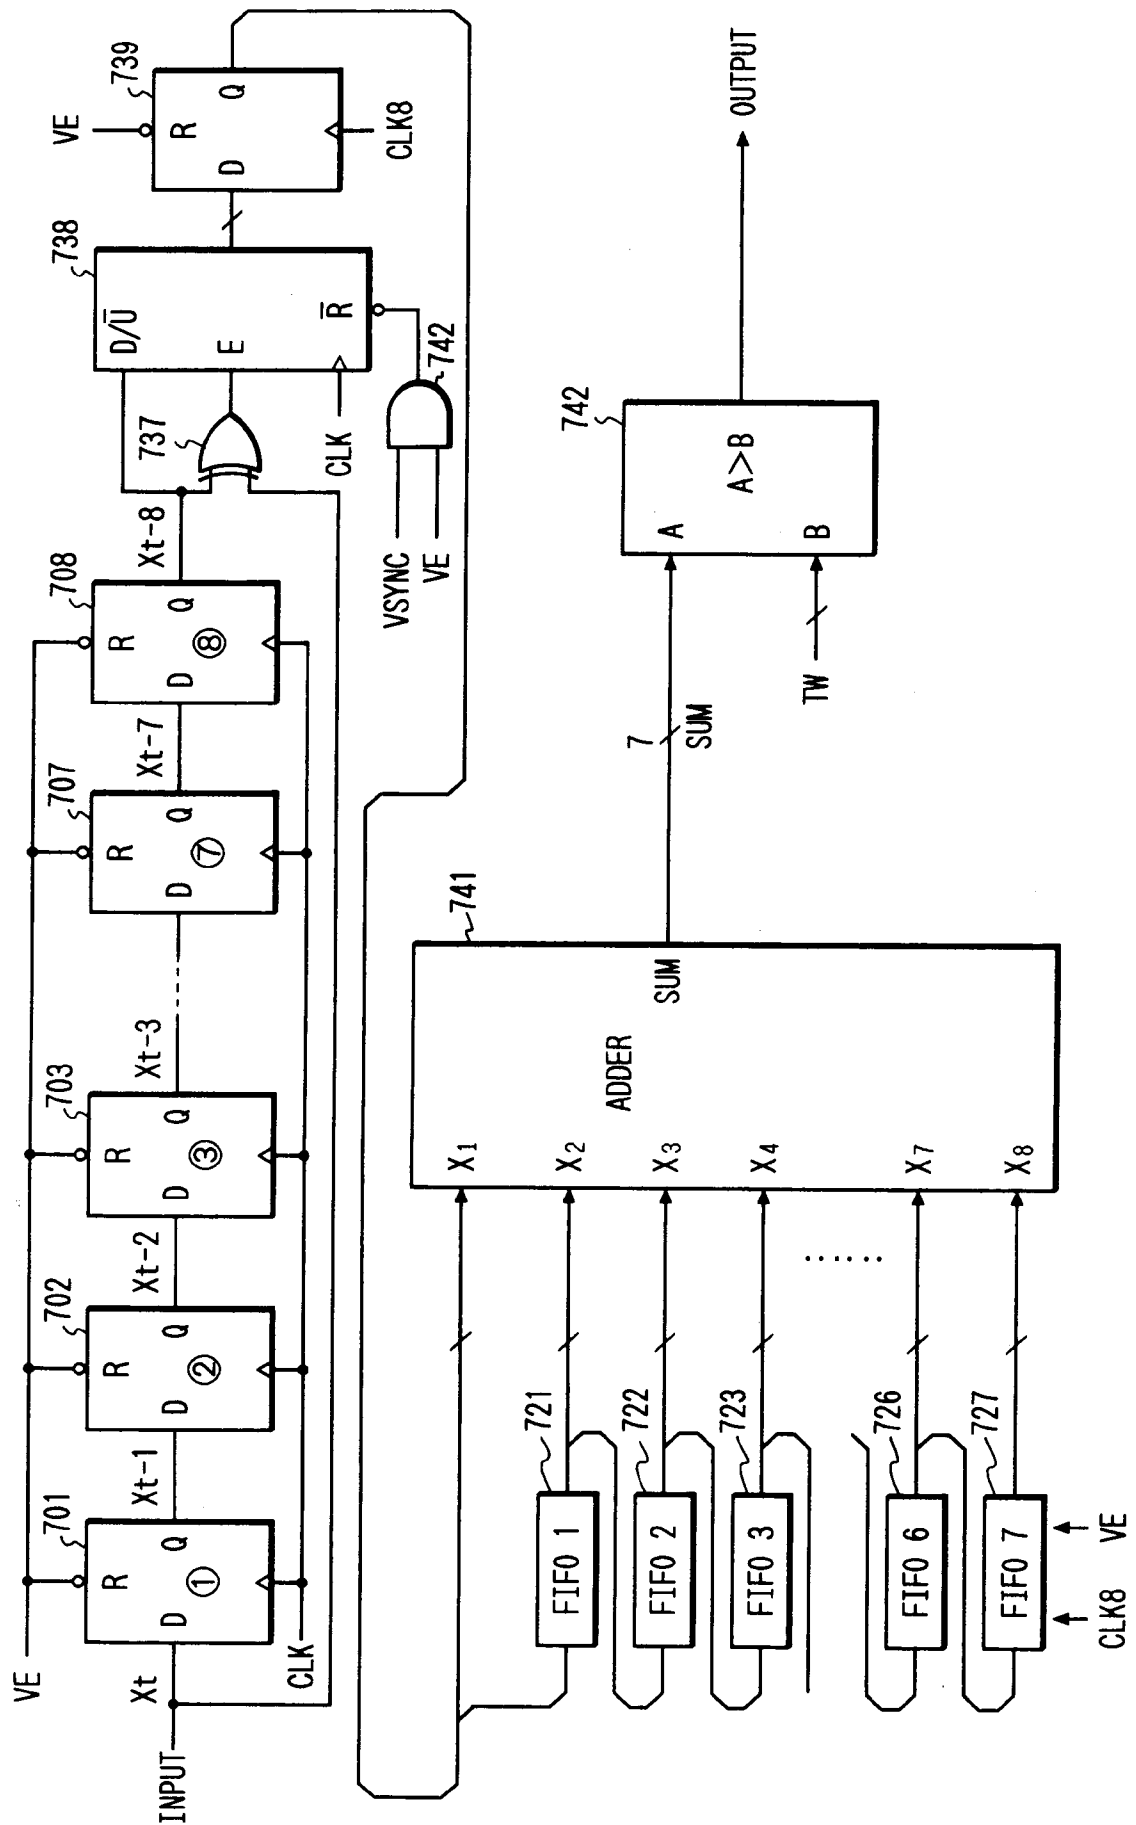 VE
INPUT
Xt
CLK
701
D
R
Q
①
Xt-1
702
D
R
Q
②
Xt-2
703
D
R
Q
③
Xt-3
707
D
R
Q
⑦
Xt-7
708
D
R
Q
⑧
Xt-8
737
738
D/U̅
E
R̅
CLK
VSYNC
VE
742
739
VE
D
R
Q
CLK8
721
FIFO 1
722
FIFO 2
723
FIFO 3
726
FIFO 6
727
FIFO 7
CLK8
VE
......
741
X1
X2
X3
X4
X7
X8
ADDER
SUM
7
SUM
TW
742
A
B
A>B
OUTPUT